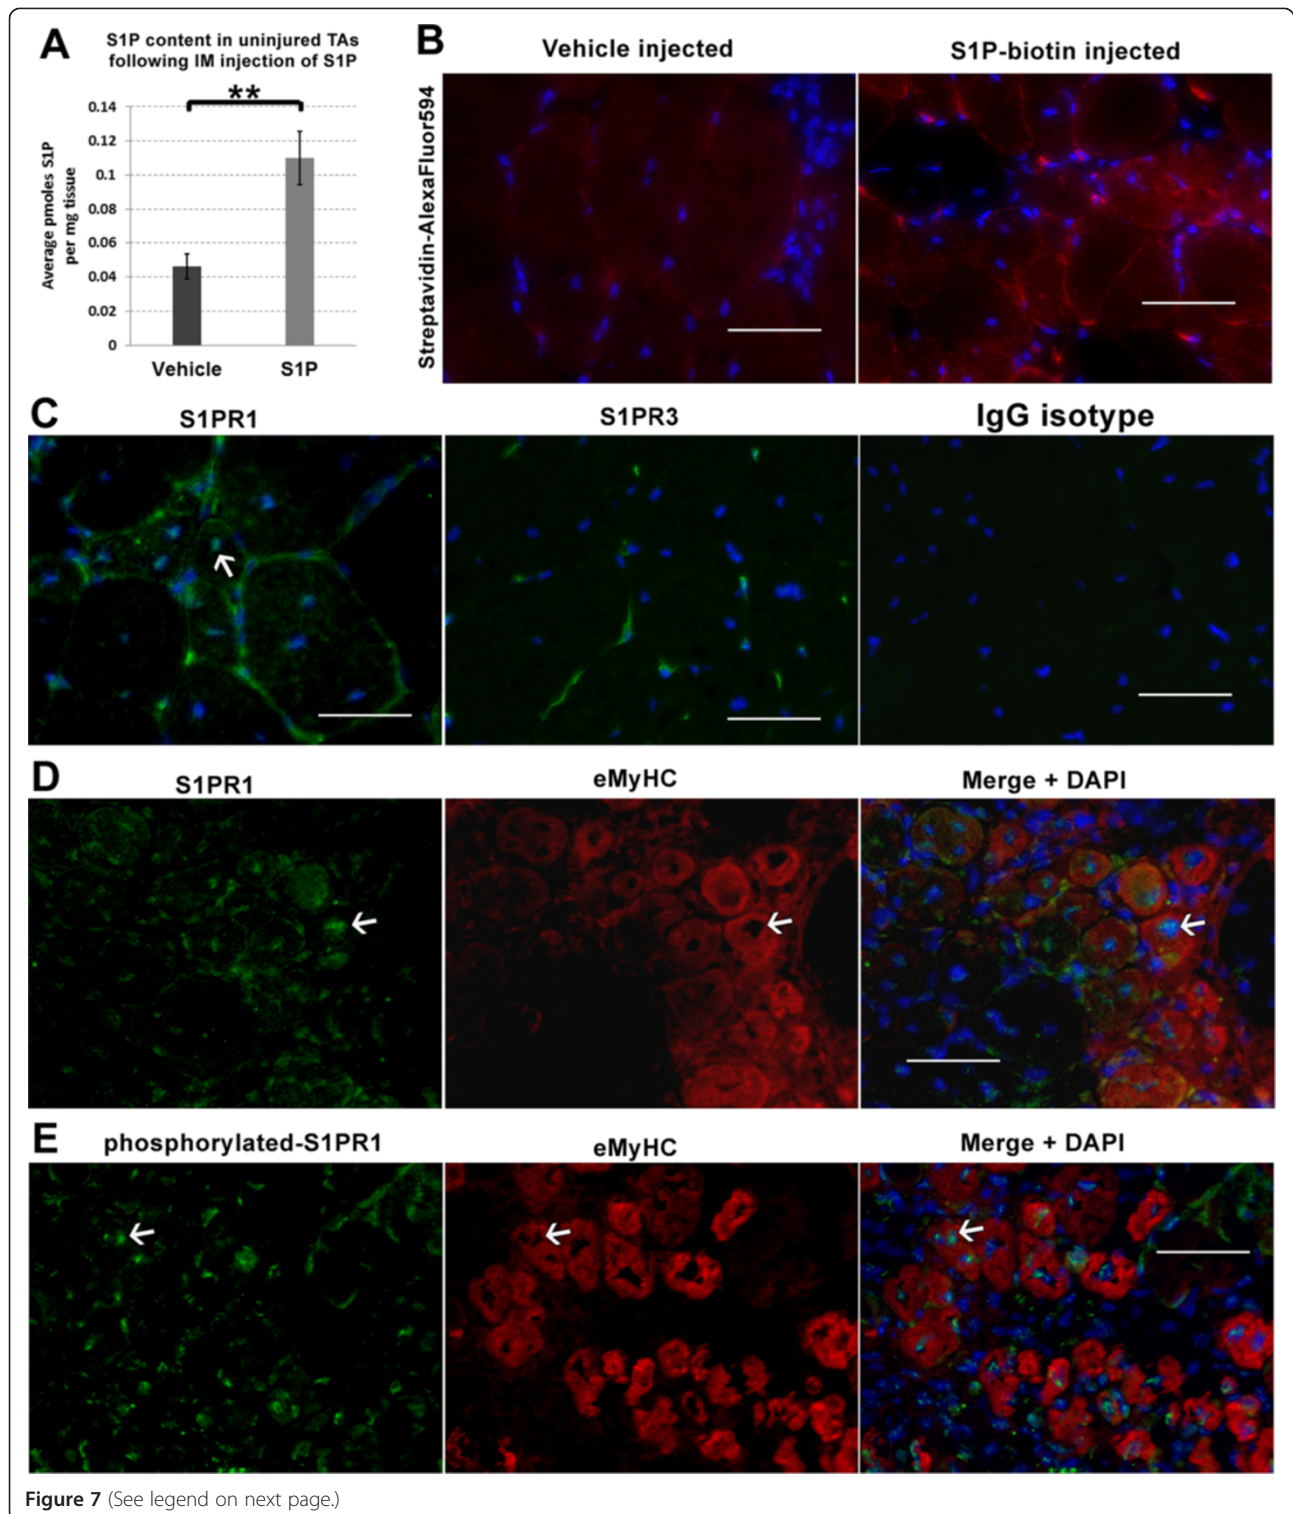 A
S1P content in uninjured TAs
following IM injection of S1P
**
0.14
0.12
0.1
0.08
0.06
0.04
0.02
0
Average pmoles S1P
per mg tissue
Vehicle
S1P
B
Vehicle injected
S1P-biotin injected
Streptavidin-AlexaFluor594
C
S1PR1
S1PR3
IgG isotype
D
S1PR1
eMyHC
Merge + DAPI
E
phosphorylated-S1PR1
eMyHC
Merge + DAPI
Figure 7 (See legend on next page.)